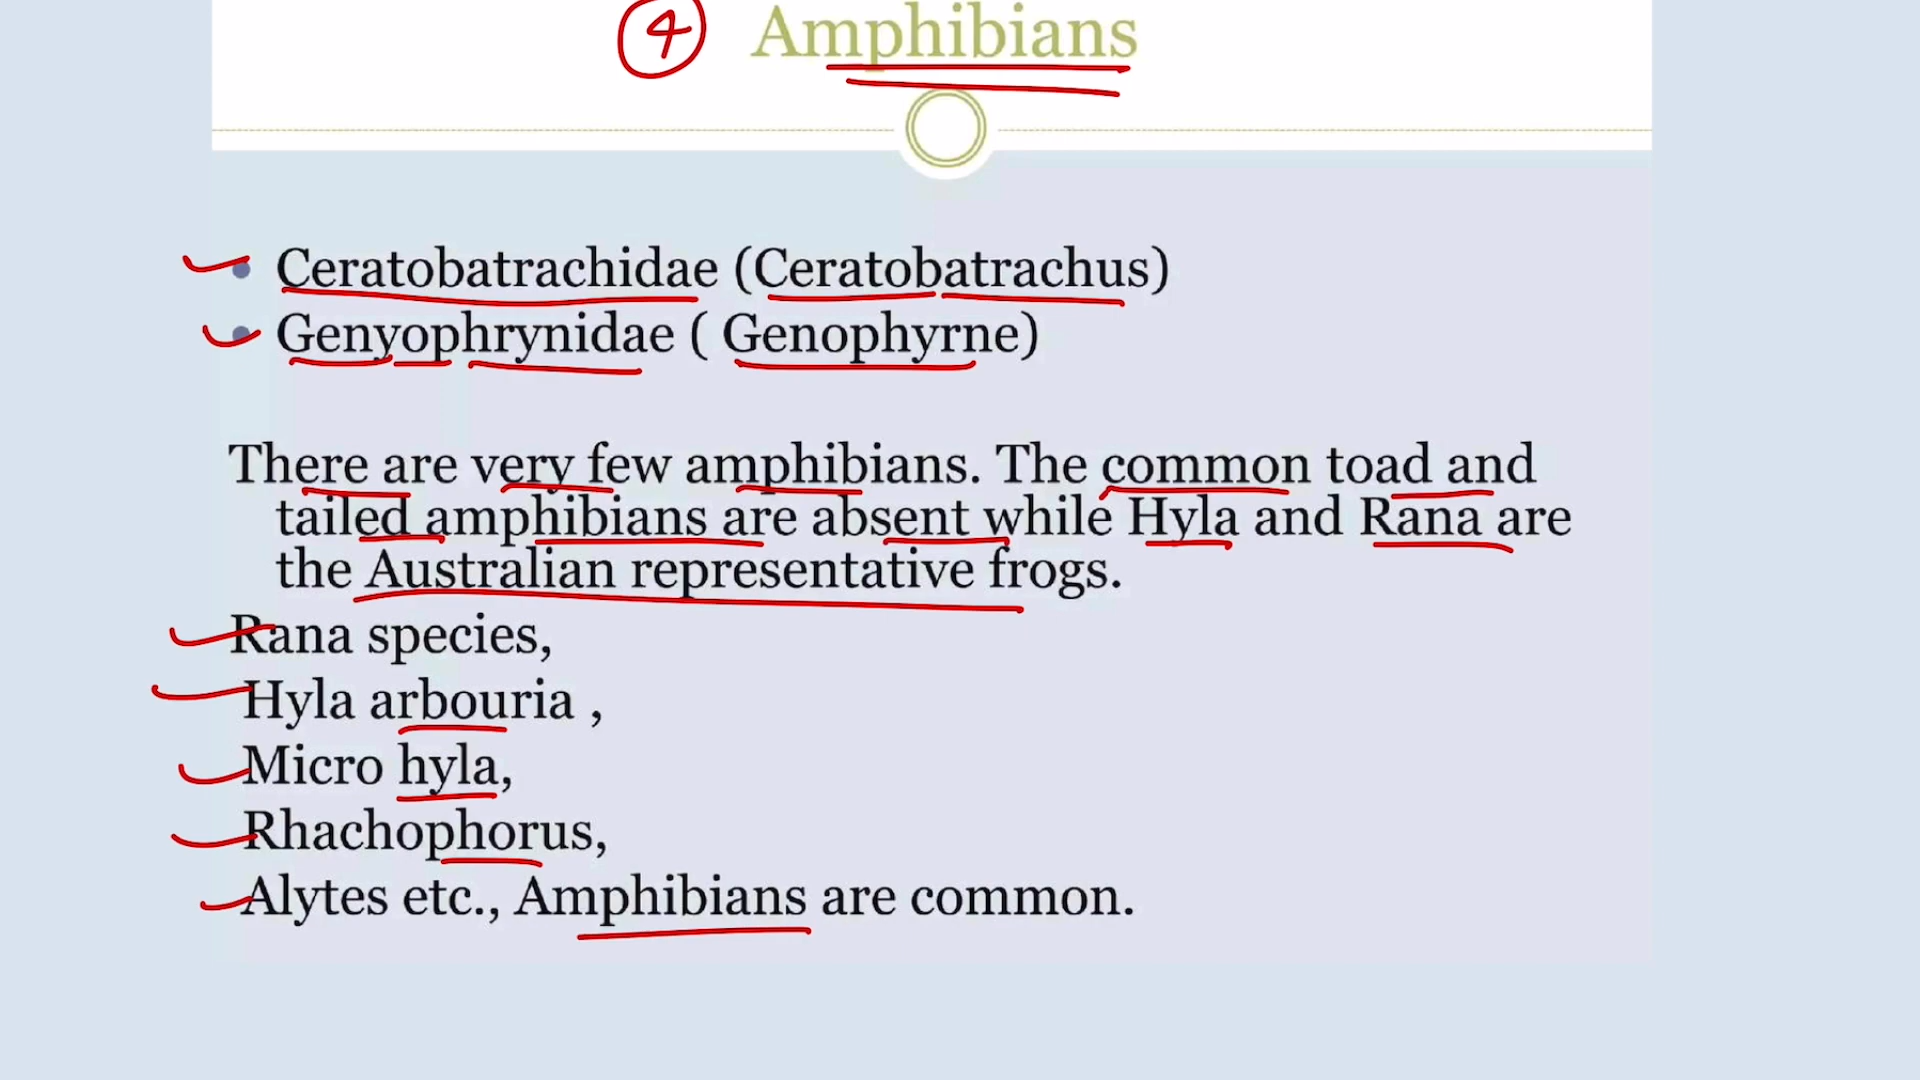 4 Amphibians
Ceratobatrachidae (Ceratobatrachus)
Genyophrynidae ( Genophyrne)
There are very few amphibians. The common toad and
tailed amphibians are absent while Hyla and Rana are
the Australian representative frogs.
Rana species,
Hyla arbouria ,
Micro hyla,
Rhachophorus,
Alytes etc., Amphibians are common.